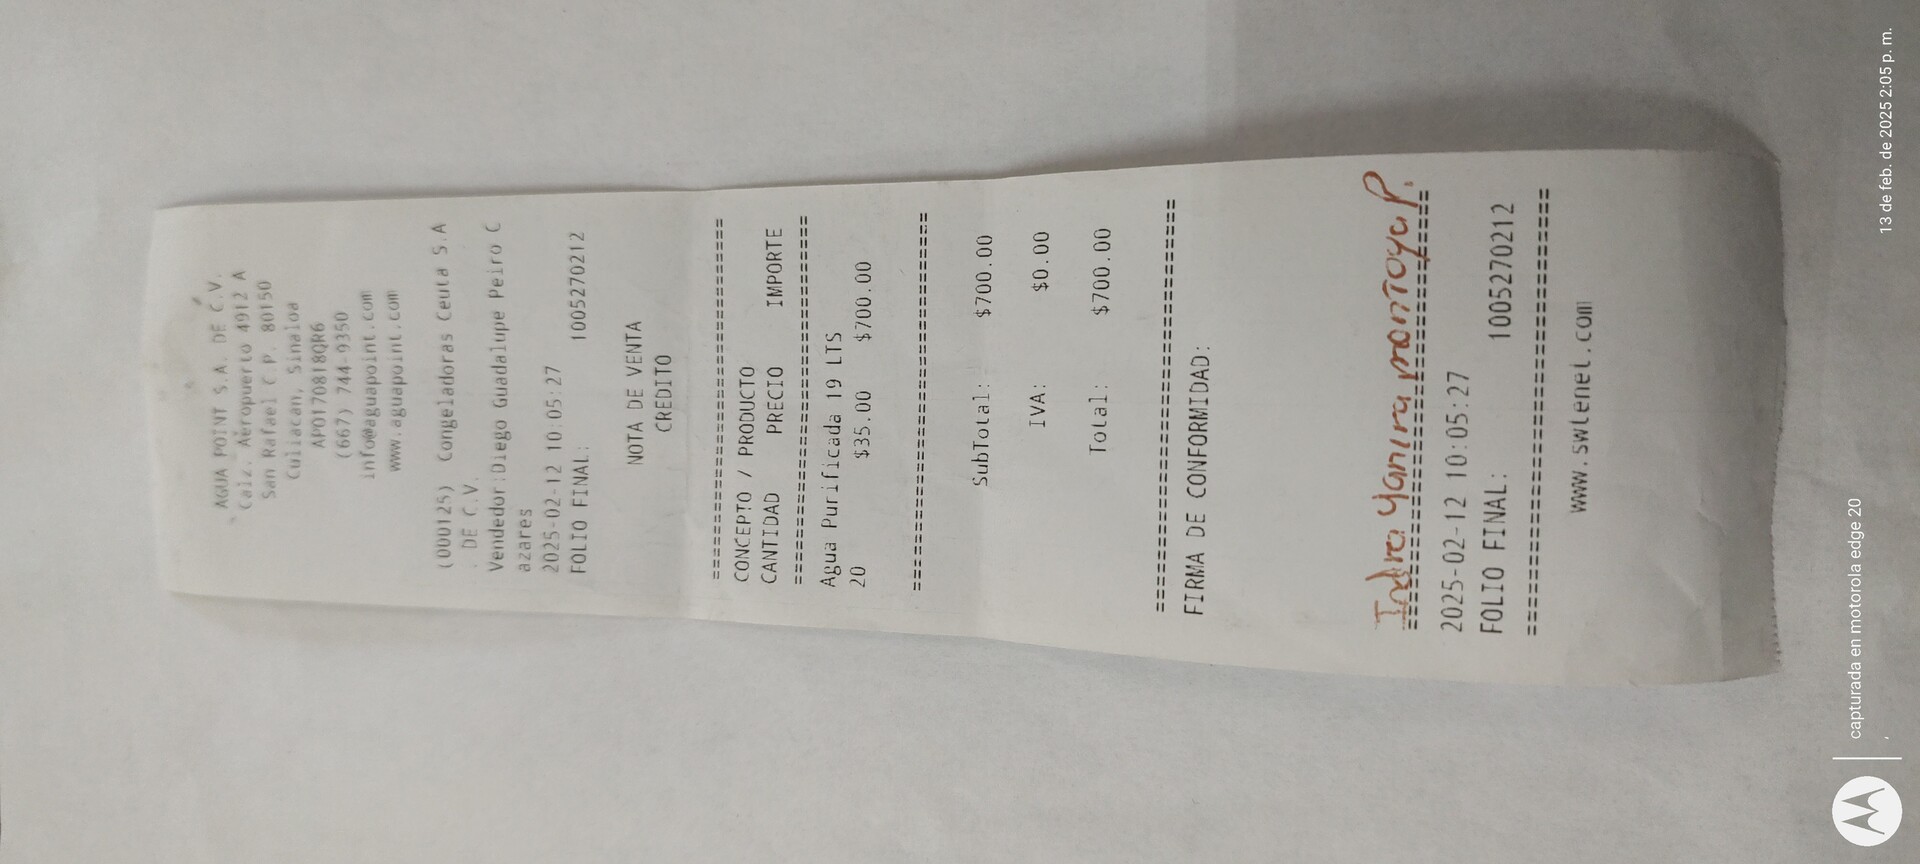 AGUA POINT S.A. DE C.V.
Calz. Aeropuerto 4912 A
San Rafael C.P. 80150
Culiacan, Sinaloa
APO170818QR6
(667) 744-9350
info@aguapoint.com
www.aguapoint.com
(000125) Congeladoras Ceuta S.A
. DE C.V.
Vendedor:Diego Guadalupe Peiro C
azares
2025-02-12 10:05:27
FOLIO FINAL: 1005270212
NOTA DE VENTA
CREDITO
================================
CONCEPTO / PRODUCTO
CANTIDAD PRECIO IMPORTE
================================
Agua Purificada 19 LTS
20 $35.00 $700.00
================================
SubTotal: $700.00
IVA: $0.00
Total: $700.00
================================
FIRMA DE CONFORMIDAD:
Indra Yanira Montoya P.
================================
2025-02-12 10:05:27
FOLIO FINAL: 1005270212
================================
www.swlenet.com
capturada en motorola edge 20
13 de feb. de 2025 2:05 p. m.